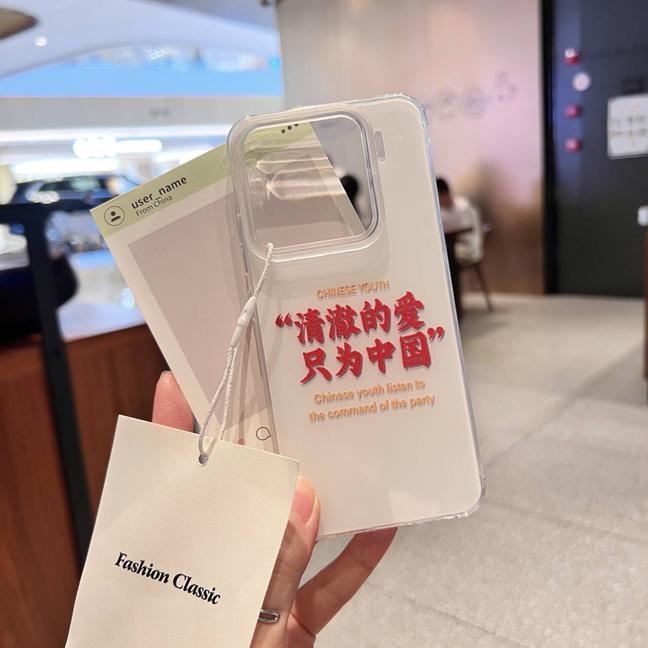 user_name
From China
CHINESE YOUTH
“清澈的爱
只为中国”
Chinese youth listen to
the command of the party
Fashion Classic